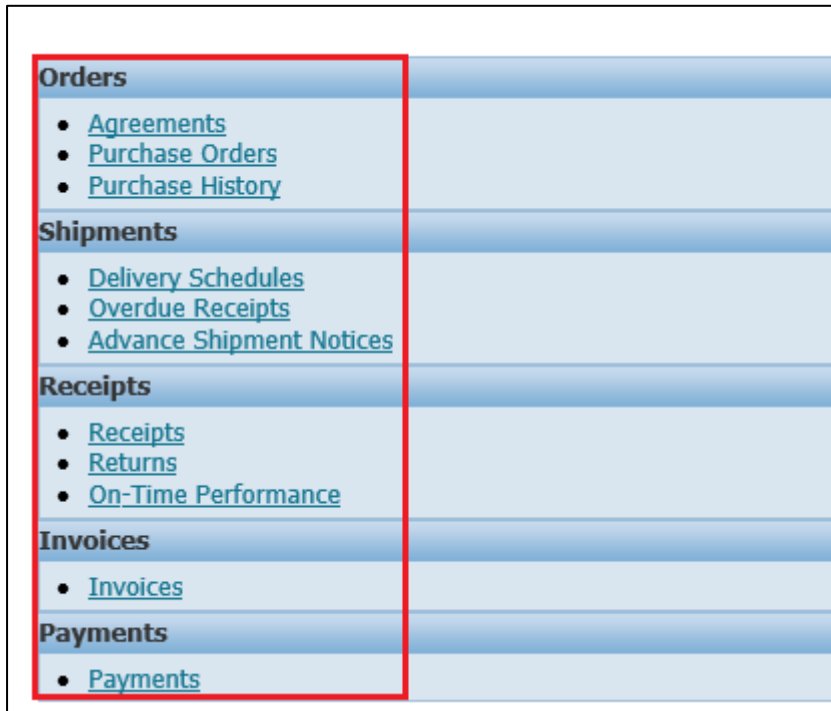 Orders
Agreements
Purchase Orders
Purchase History
Shipments
Delivery Schedules
Overdue Receipts
Advance Shipment Notices
Receipts
Receipts
Returns
On-Time Performance
Invoices
Invoices
Payments
Payments